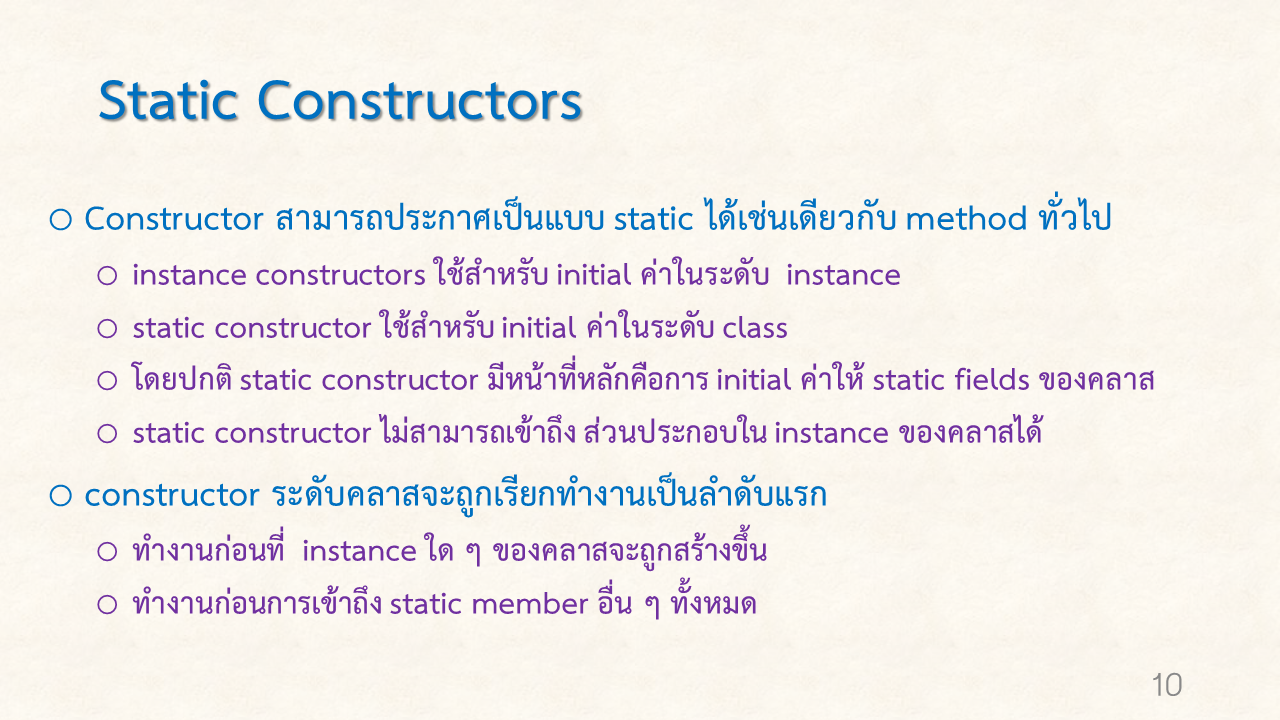 Static Constructors
o Constructor สามารถประกาศเป็นแบบ static ได้เช่นเดียวกับ method ทั่วไป
o instance constructors ใช้สำหรับ initial ค่าในระดับ instance
o static constructor ใช้สำหรับ initial ค่าในระดับ class
o โดยปกติ static constructor มีหน้าที่หลักคือการ initial ค่าให้ static fields ของคลาส
o static constructor ไม่สามารถเข้าถึง ส่วนประกอบใน instance ของคลาสได้
o constructor ระดับคลาสจะถูกเรียกทำงานเป็นลำดับแรก
o ทำงานก่อนที่ instance ใด ๆ ของคลาสจะถูกสร้างขึ้น
o ทำงานก่อนการเข้าถึง static member อื่น ๆ ทั้งหมด
10